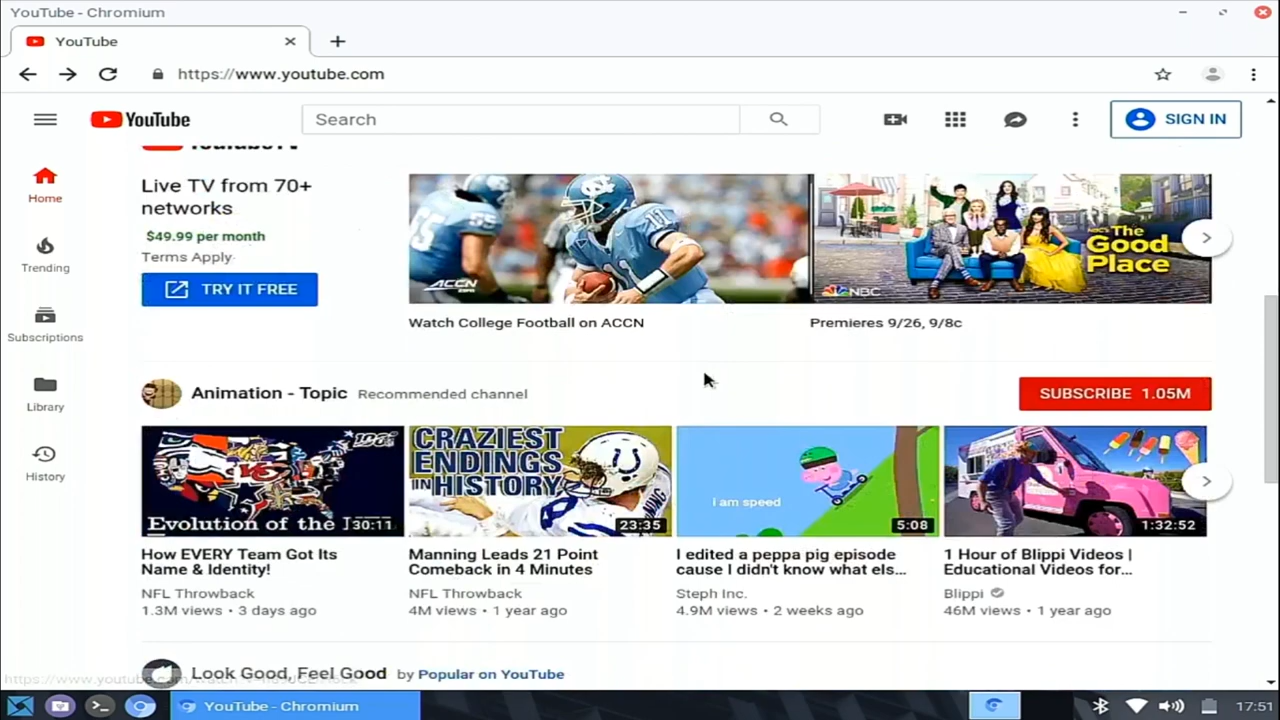 YouTube - Chromium
YouTube
https://www.youtube.com
YouTube
Search
SIGN IN
YouTubeTV
Live TV from 70+
networks
$49.99 per month
Terms Apply
TRY IT FREE
ACCN
ESPN
NBC's
The
Good
Place
NBC
Watch College Football on ACCN
Premieres 9/26, 9/8c
Home
Trending
Subscriptions
Library
History
Animation - Topic Recommended channel
SUBSCRIBE 1.05M
Evolution of the
30:11
CRAZIEST
ENDINGS
IN HISTORY
MANNING
23:35
i am speed
5:08
1:32:52
How EVERY Team Got Its
Name & Identity!
NFL Throwback
1.3M views • 3 days ago
Manning Leads 21 Point
Comeback in 4 Minutes
NFL Throwback
4M views • 1 year ago
I edited a peppa pig episode
cause I didn't know what els...
Steph Inc.
4.9M views • 2 weeks ago
1 Hour of Blippi Videos |
Educational Videos for...
Blippi
46M views • 1 year ago
Look Good, Feel Good by Popular on YouTube
YouTube - Chromium
17:51